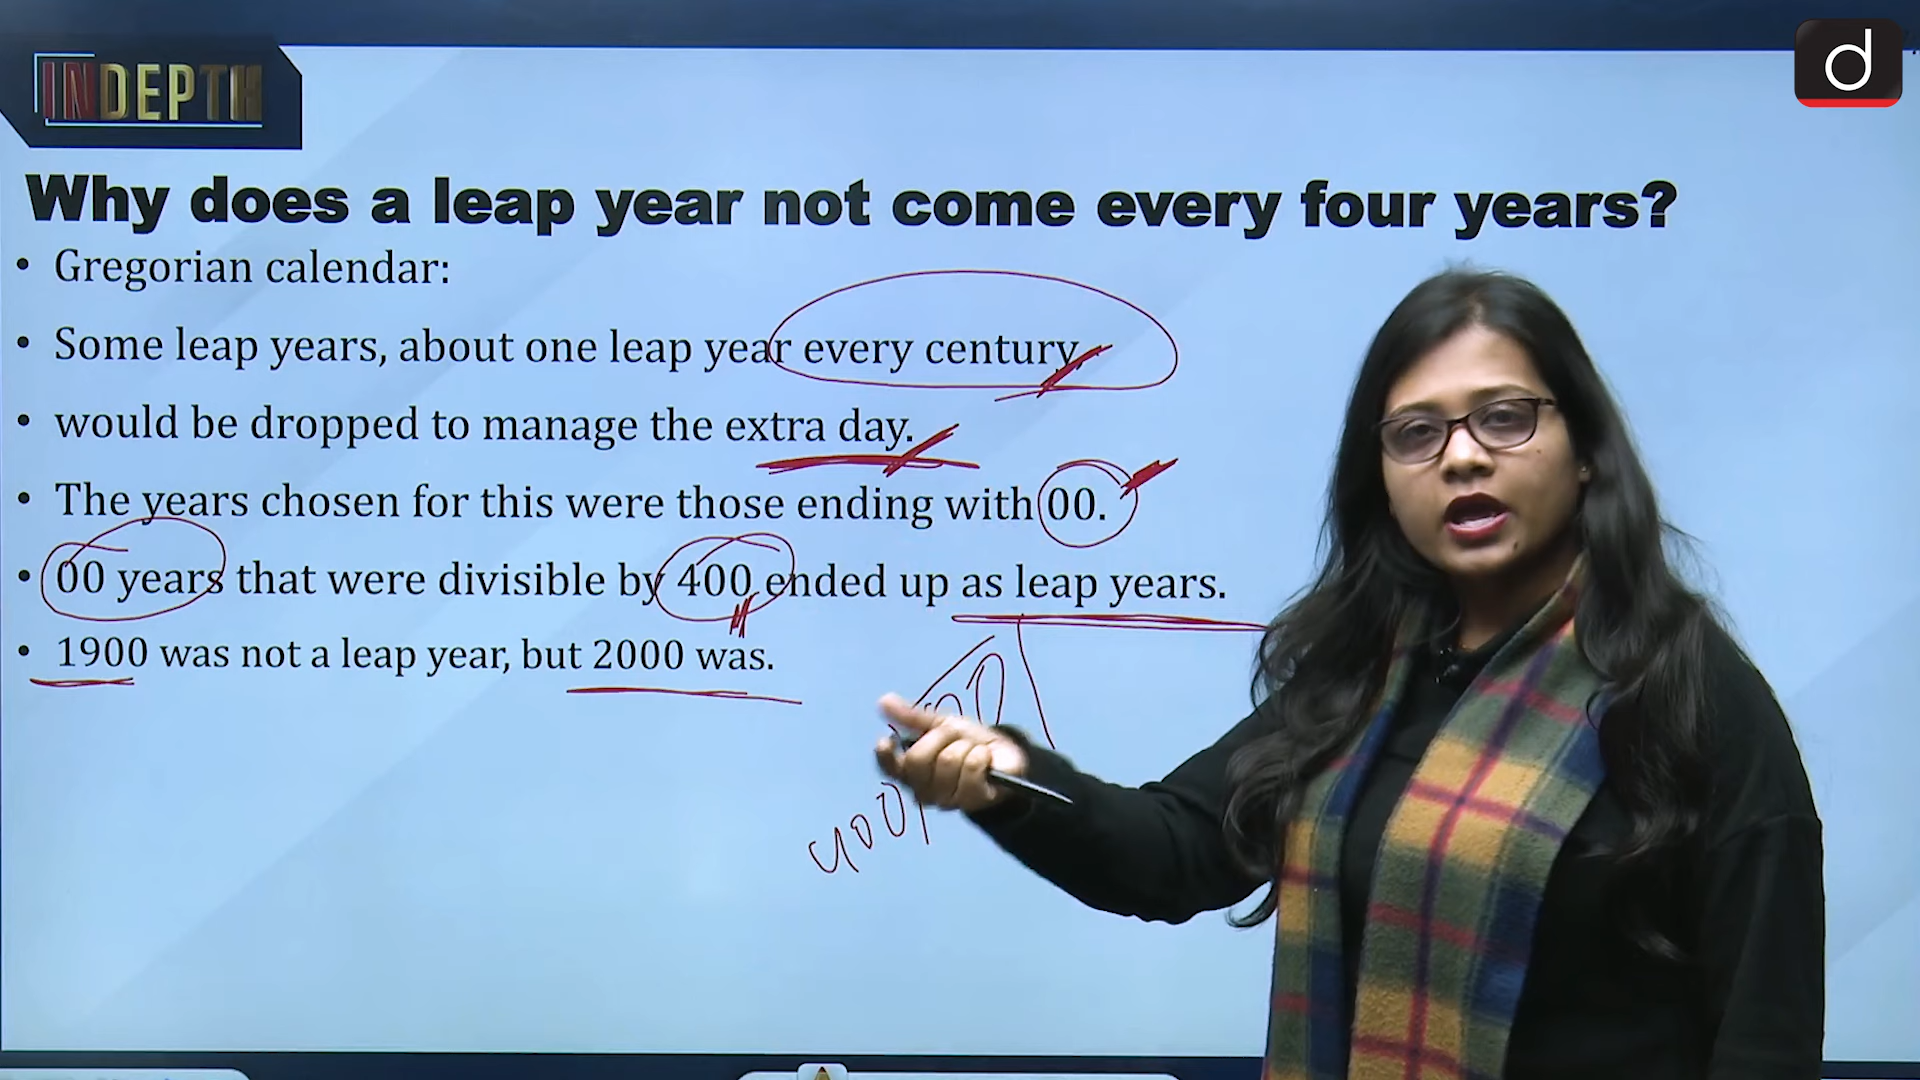 INDEPTH
d
Why does a leap year not come every four years?
• Gregorian calendar:
• Some leap years, about one leap year every century,
• would be dropped to manage the extra day.
• The years chosen for this were those ending with 00.
• 00 years that were divisible by 400 ended up as leap years.
• 1900 was not a leap year, but 2000 was.
400